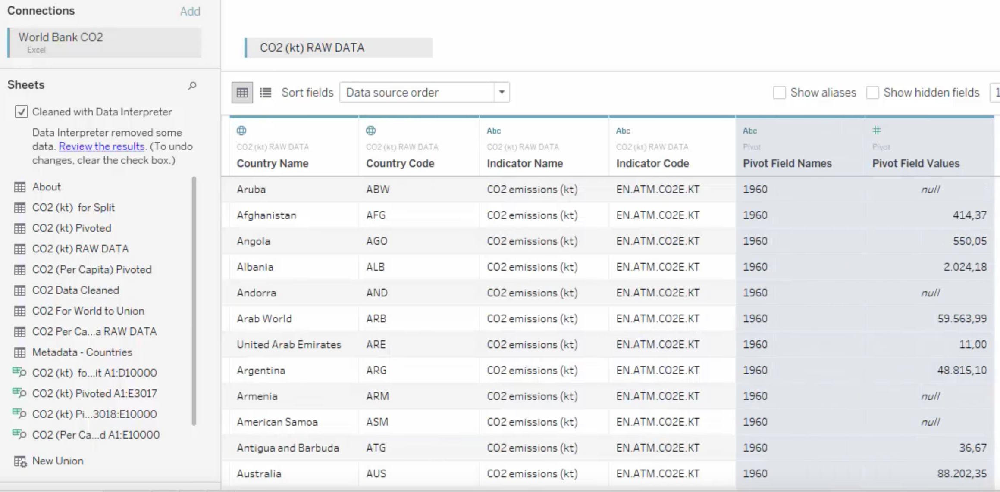 Connections
Add
World Bank CO2
Excel
Sheets
Cleaned with Data Interpreter
Data Interpreter removed some
data. Review the results. (To undo
changes, clear the check box.)
About
CO2 (kt)  for Split
CO2 (kt) Pivoted
CO2 (kt) RAW DATA
CO2 (Per Capita) Pivoted
CO2 Data Cleaned
CO2 For World to Union
CO2 Per Ca...a RAW DATA
Metadata - Countries
CO2 (kt)  fo...it A1:D10000
CO2 (kt) Pivoted A1:E3017
CO2 (kt) Pi...3018:E10000
CO2 (Per Ca...d A1:E10000
New Union
CO2 (kt) RAW DATA
Sort fields Data source order Show aliases Show hidden fields
Abc Abc Abc #
CO2 (kt) RAW DATA CO2 (kt) RAW DATA CO2 (kt) RAW DATA CO2 (kt) RAW DATA Pivot Pivot
Country Name Country Code Indicator Name Indicator Code Pivot Field Names Pivot Field Values
Aruba ABW CO2 emissions (kt) EN.ATM.CO2E.KT 1960 null
Afghanistan AFG CO2 emissions (kt) EN.ATM.CO2E.KT 1960 414,37
Angola AGO CO2 emissions (kt) EN.ATM.CO2E.KT 1960 550,05
Albania ALB CO2 emissions (kt) EN.ATM.CO2E.KT 1960 2.024,18
Andorra AND CO2 emissions (kt) EN.ATM.CO2E.KT 1960 null
Arab World ARB CO2 emissions (kt) EN.ATM.CO2E.KT 1960 59.563,99
United Arab Emirates ARE CO2 emissions (kt) EN.ATM.CO2E.KT 1960 11,00
Argentina ARG CO2 emissions (kt) EN.ATM.CO2E.KT 1960 48.815,10
Armenia ARM CO2 emissions (kt) EN.ATM.CO2E.KT 1960 null
American Samoa ASM CO2 emissions (kt) EN.ATM.CO2E.KT 1960 null
Antigua and Barbuda ATG CO2 emissions (kt) EN.ATM.CO2E.KT 1960 36,67
Australia AUS CO2 emissions (kt) EN.ATM.CO2E.KT 1960 88.202,35